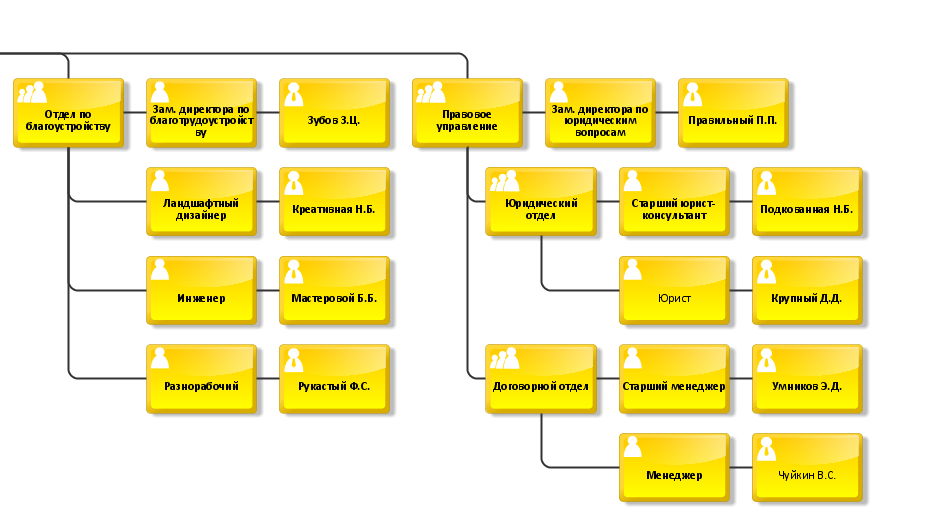 Отдел по
благоустройству
Зам. директора по
благотрудоустройст
ву
Зубов З.Ц.
Правовое
управление
Зам. директора по
юридическим
вопросам
Правильный П.П.
Ландшафтный
дизайнер
Креативная Н.Б.
Юридический
отдел
Старший юрист-
консультант
Подкованная Н.Б.
Инженер
Мастеровой Б.Б.
Юрист
Крупный Д.Д.
Разнорабочий
Рукастый Ф.С.
Договорной отдел
Старший менеджер
Умников Э.Д.
Менеджер
Чуйкин В.С.